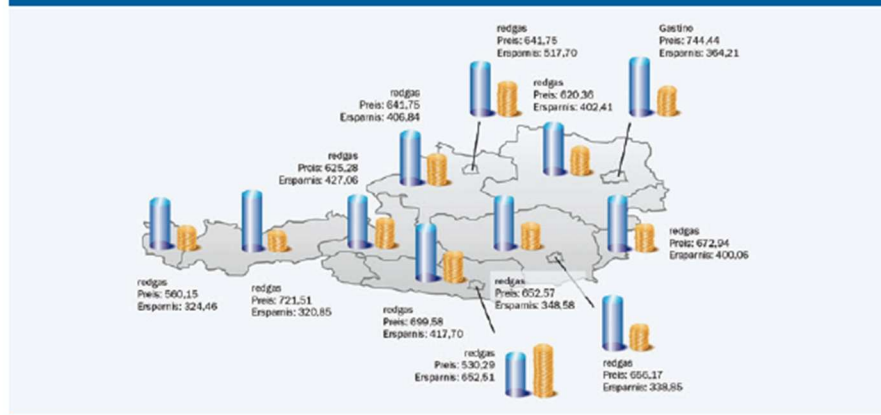 redgas
Preis: 641,75
Ersparnis: 517,70
Gastino
Preis: 744,44
Ersparnis: 364,21
redgas
Preis: 620,36
Ersparnis: 402,41
redgas
Preis: 641,75
Ersparnis: 406,84
redgas
Preis: 625,28
Ersparnis: 427,06
redgas
Preis: 672,94
Ersparnis: 400,06
redgas
Preis: 560,15
Ersparnis: 324,46
redgas
Preis: 721,51
Ersparnis: 320,85
redgas
Preis: 652,57
Ersparnis: 348,58
redgas
Preis: 699,58
Ersparnis: 417,70
redgas
Preis: 530,29
Ersparnis: 652,51
redgas
Preis: 656,17
Ersparnis: 338,85